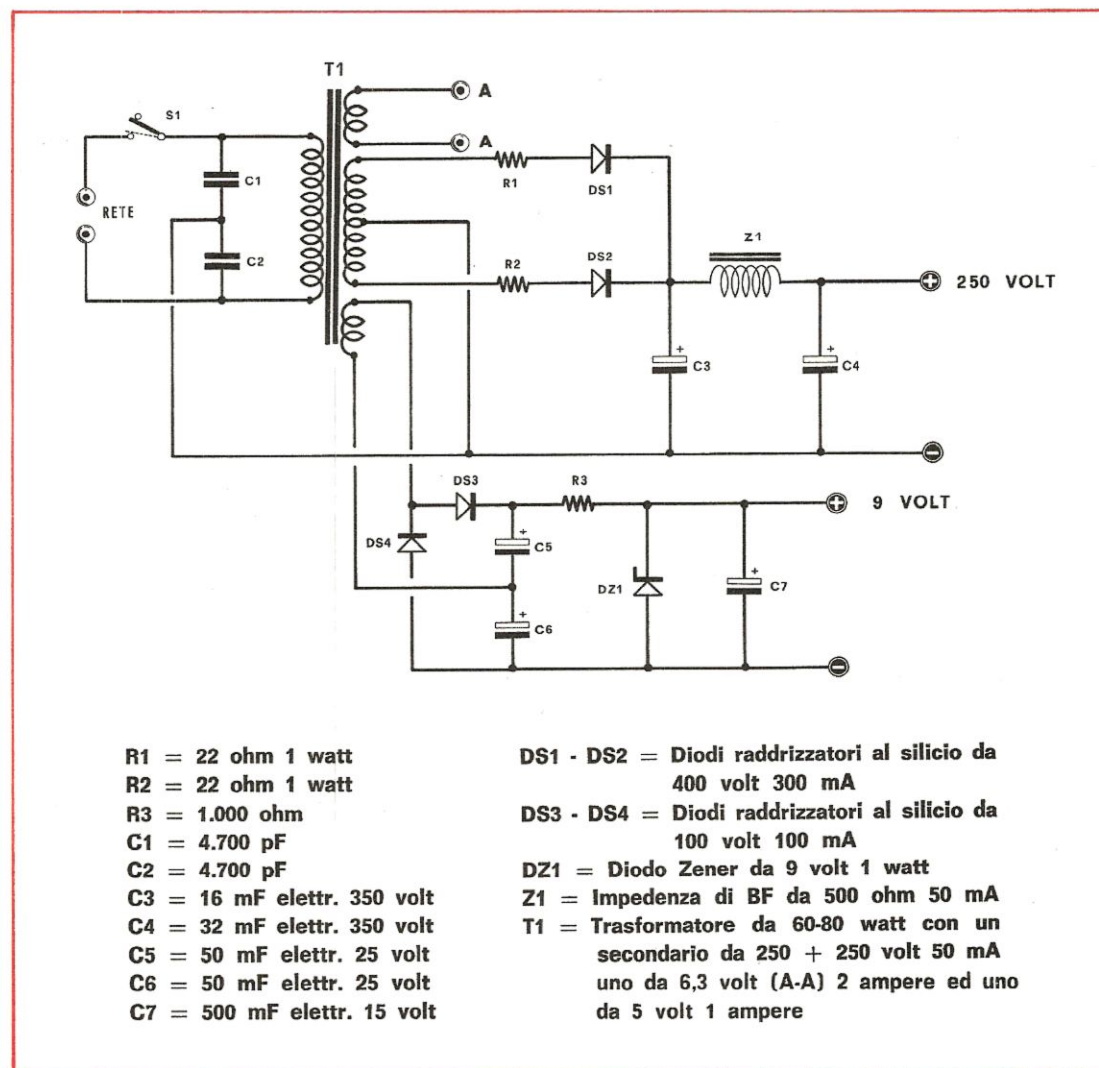 T1
A
S1
A
C1
R1
DS1
RETE
Z1
C2
R2
DS2
250 VOLT
+
C3
+
C4
DS3
R3
9 VOLT
DS4
+
C5
DZ1
+
C7
+
C6
R1 = 22 ohm 1 watt
R2 = 22 ohm 1 watt
R3 = 1.000 ohm
C1 = 4.700 pF
C2 = 4.700 pF
C3 = 16 mF elettr. 350 volt
C4 = 32 mF elettr. 350 volt
C5 = 50 mF elettr. 25 volt
C6 = 50 mF elettr. 25 volt
C7 = 500 mF elettr. 15 volt
DS1 - DS2 = Diodi raddrizzatori al silicio da
400 volt 300 mA
DS3 - DS4 = Diodi raddrizzatori al silicio da
100 volt 100 mA
DZ1 = Diodo Zener da 9 volt 1 watt
Z1 = Impedenza di BF da 500 ohm 50 mA
T1 = Trasformatore da 60-80 watt con un
secondario da 250 + 250 volt 50 mA
uno da 6,3 volt (A-A) 2 ampere ed uno
da 5 volt 1 ampere